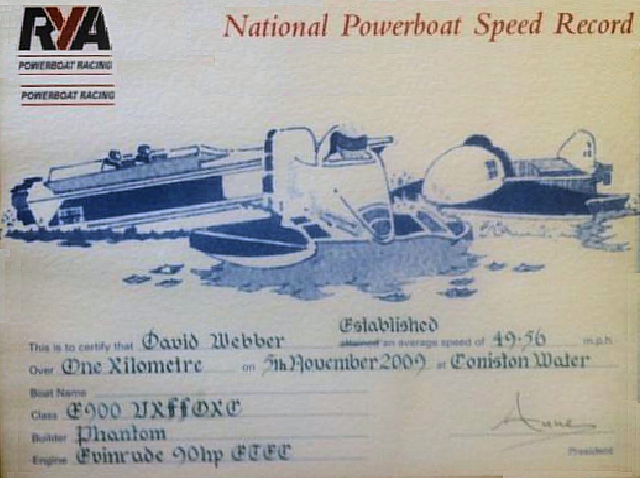 RYA
National Powerboat Speed Record
POWERBOAT RACING
POWERBOAT RACING
Established
This is to certify that David Webber attained an average speed of 49·56 m.p.h.
Over One Kilometre on 5th November 2009 at Coniston Water
Boat Name
Class E900
Builder Phantom
Engine Evinrude 90hp ETEC
Anne
President